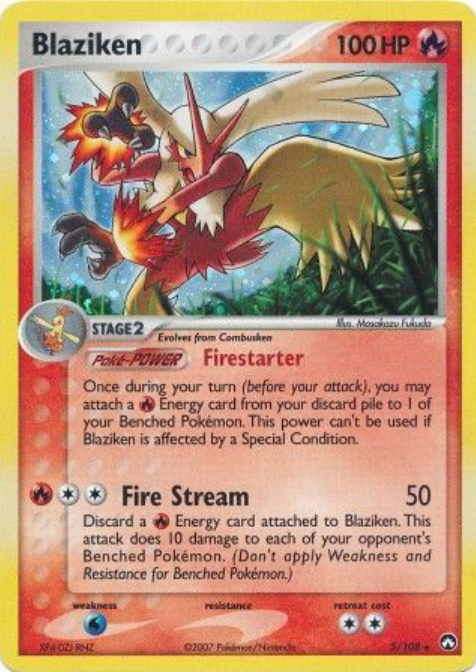 Blaziken 100 HP
Illus. Masakazu Fukuda
STAGE 2
Evolves from Combusken
Poké-POWER Firestarter
Once during your turn (before your attack), you may
attach a Energy card from your discard pile to 1 of
your Benched Pokémon. This power can't be used if
Blaziken is affected by a Special Condition.
Fire Stream 50
Discard a Energy card attached to Blaziken. This
attack does 10 damage to each of your opponent's
Benched Pokémon. (Don't apply Weakness and
Resistance for Benched Pokémon.)
weakness resistance retreat cost
©2007 Pokémon/Nintendo 5/108 ★